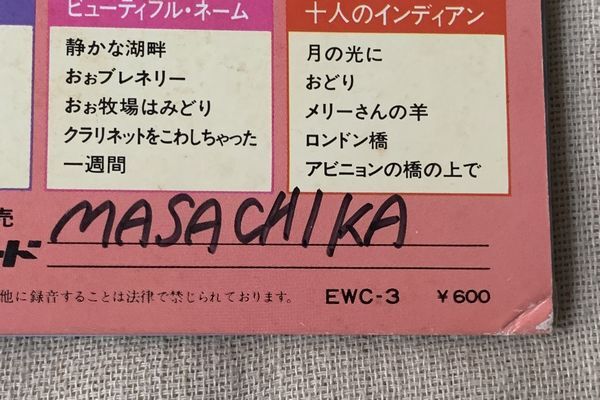 ビューティフル・ネーム
静かな湖畔
おぉブレネリー
おぉ牧場はみどり
クラリネットをこわしちゃった
一週間
十人のインディアン
月の光に
おどり
メリーさんの羊
ロンドン橋
アビニョンの橋の上で
売
ード
MASACHIKA
他に録音することは法律で禁じられております。
EWC-3 ¥600